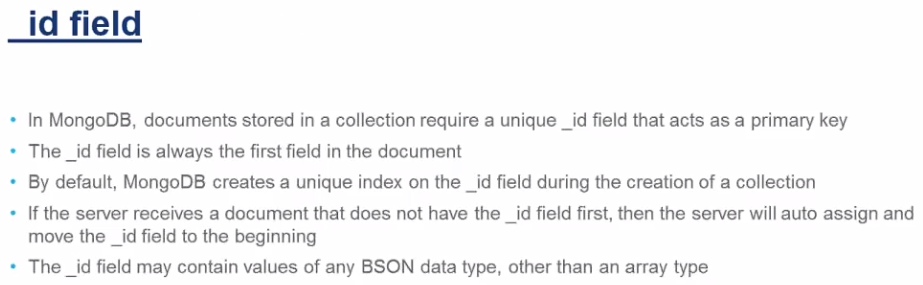 _id field
• In MongoDB, documents stored in a collection require a unique _id field that acts as a primary key
• The _id field is always the first field in the document
• By default, MongoDB creates a unique index on the _id field during the creation of a collection
• If the server receives a document that does not have the _id field first, then the server will auto assign and
move the _id field to the beginning
• The _id field may contain values of any BSON data type, other than an array type